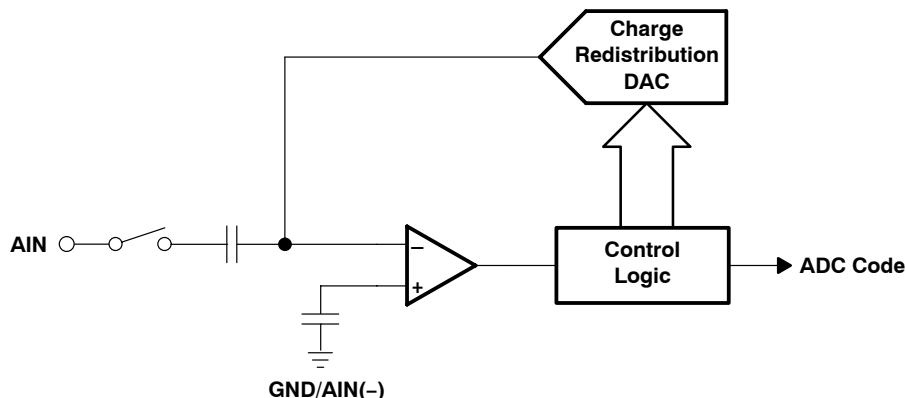 Charge
Redistribution
DAC
AIN
−
+
Control
Logic
ADC Code
GND/AIN(−)